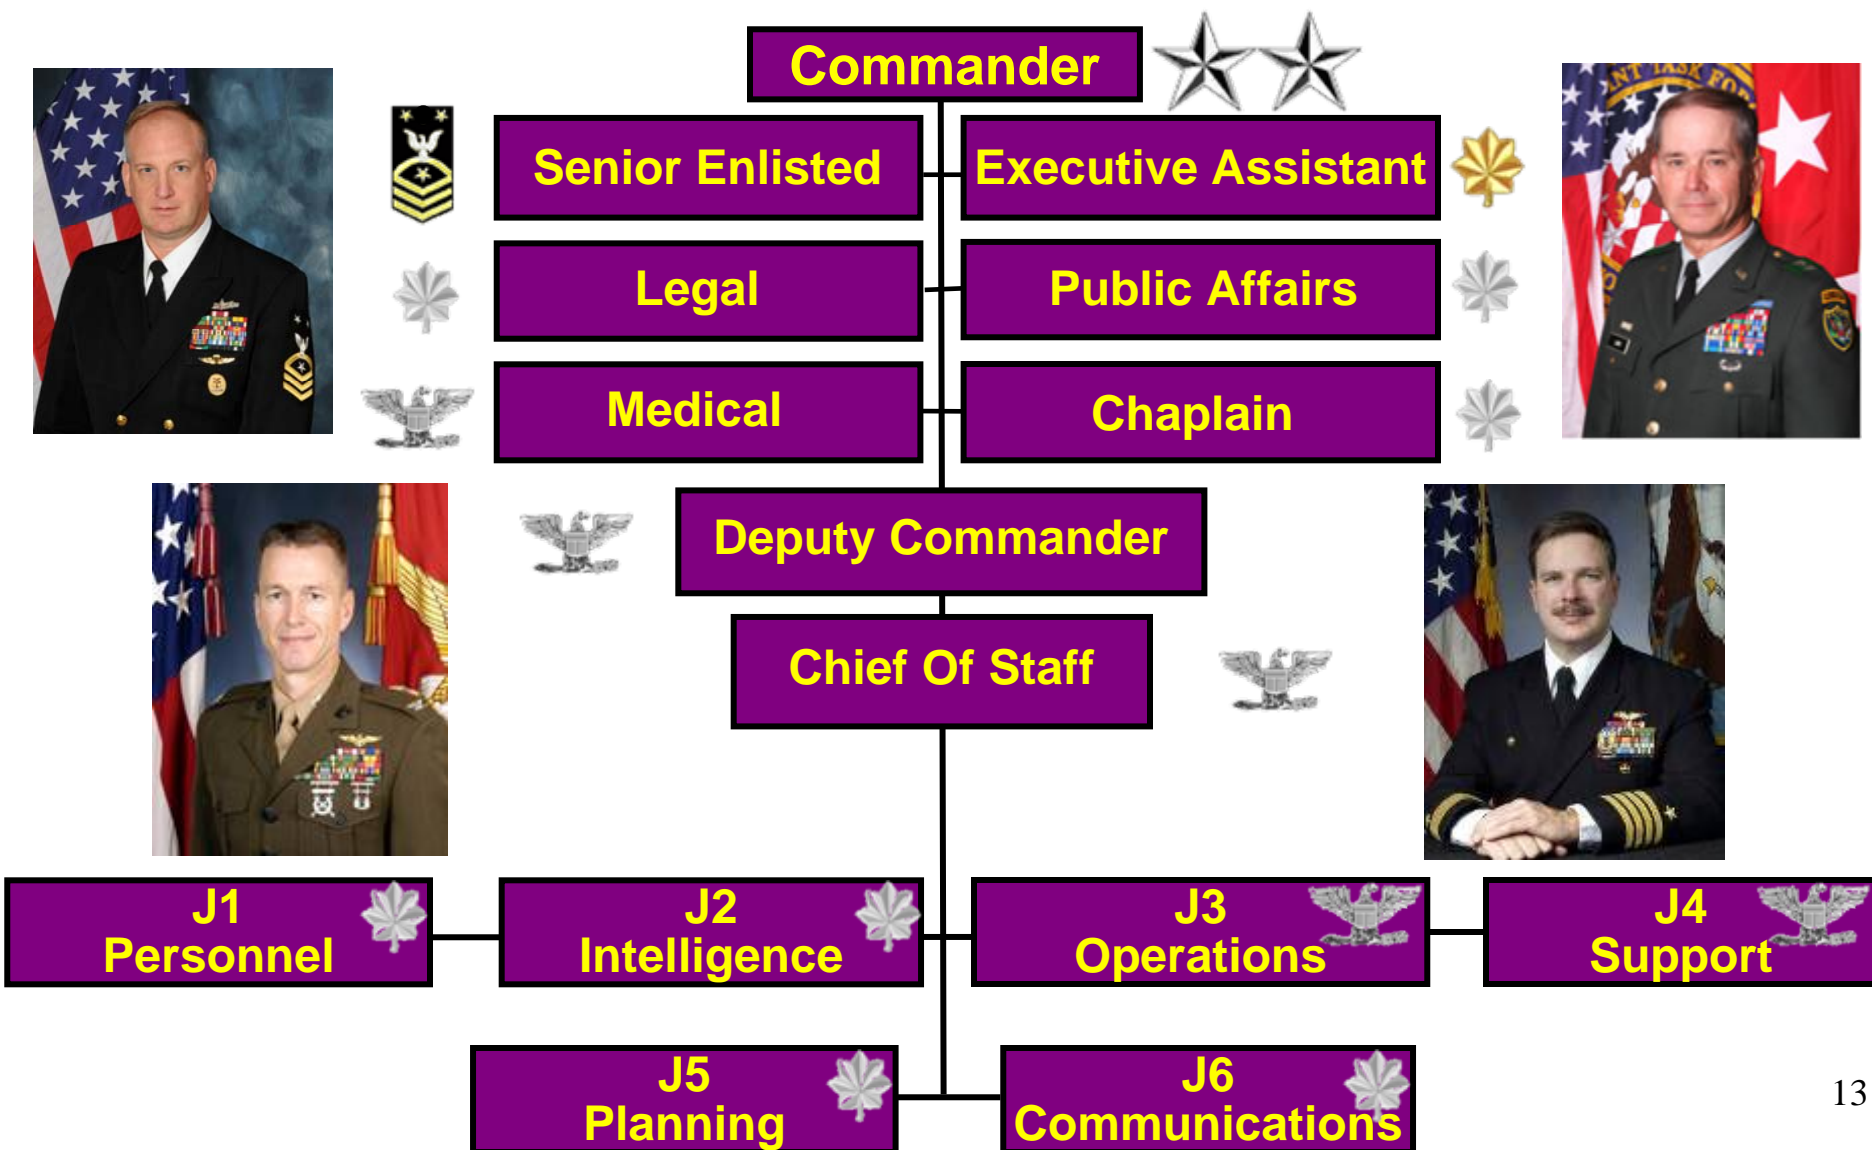 Commander
Senior Enlisted
Executive Assistant
Legal
Public Affairs
Medical
Chaplain
Deputy Commander
Chief Of Staff
J1
Personnel
J2
Intelligence
J3
Operations
J4
Support
J5
Planning
J6
Communications
13